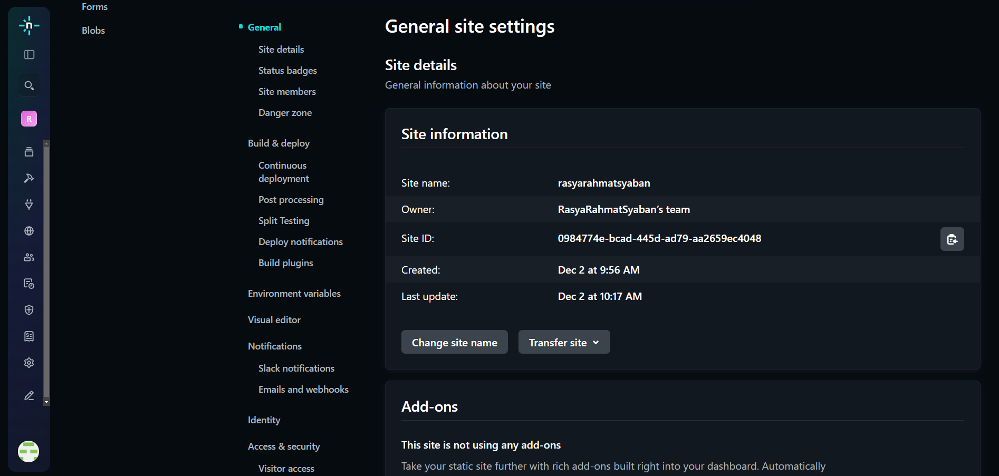 Forms
Blobs
General
Site details
Status badges
Site members
Danger zone
Build & deploy
Continuous
deployment
Post processing
Split Testing
Deploy notifications
Build plugins
Environment variables
Visual editor
Notifications
Slack notifications
Emails and webhooks
Identity
Access & security
Visitor access
n
R
General site settings
Site details
General information about your site
Site information
Site name: rasyarahmatsyaban
Owner: RasyaRahmatSyaban’s team
Site ID: 0984774e-bcad-445d-ad79-aa2659ec4048
Created: Dec 2 at 9:56 AM
Last update: Dec 2 at 10:17 AM
Change site name Transfer site
Add-ons
This site is not using any add-ons
Take your static site further with rich add-ons built right into your dashboard. Automatically